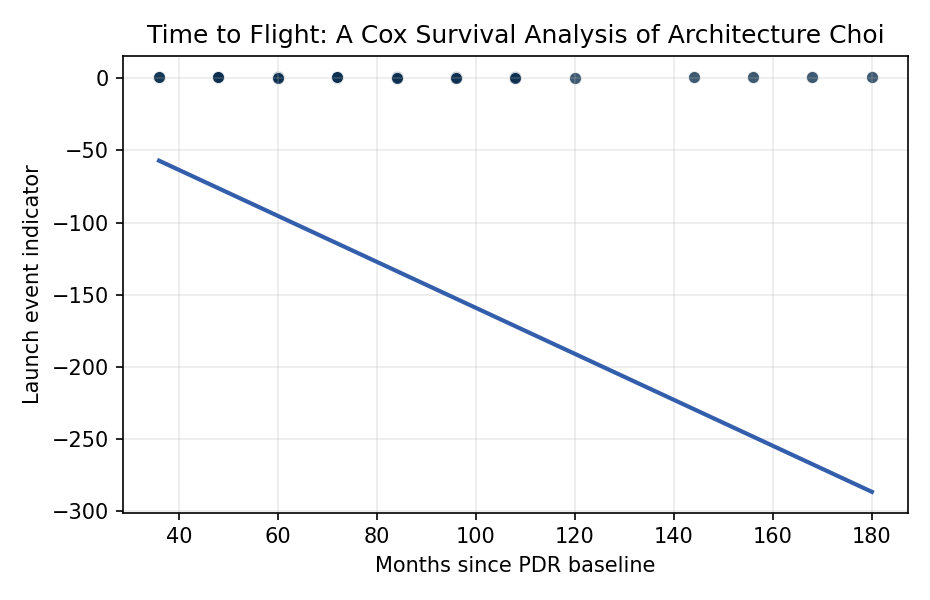 Time to Flight: A Cox Survival Analysis of Architecture Choi
Launch event indicator
0
−50
−100
−150
−200
−250
−300
40 60 80 100 120 140 160 180
Months since PDR baseline